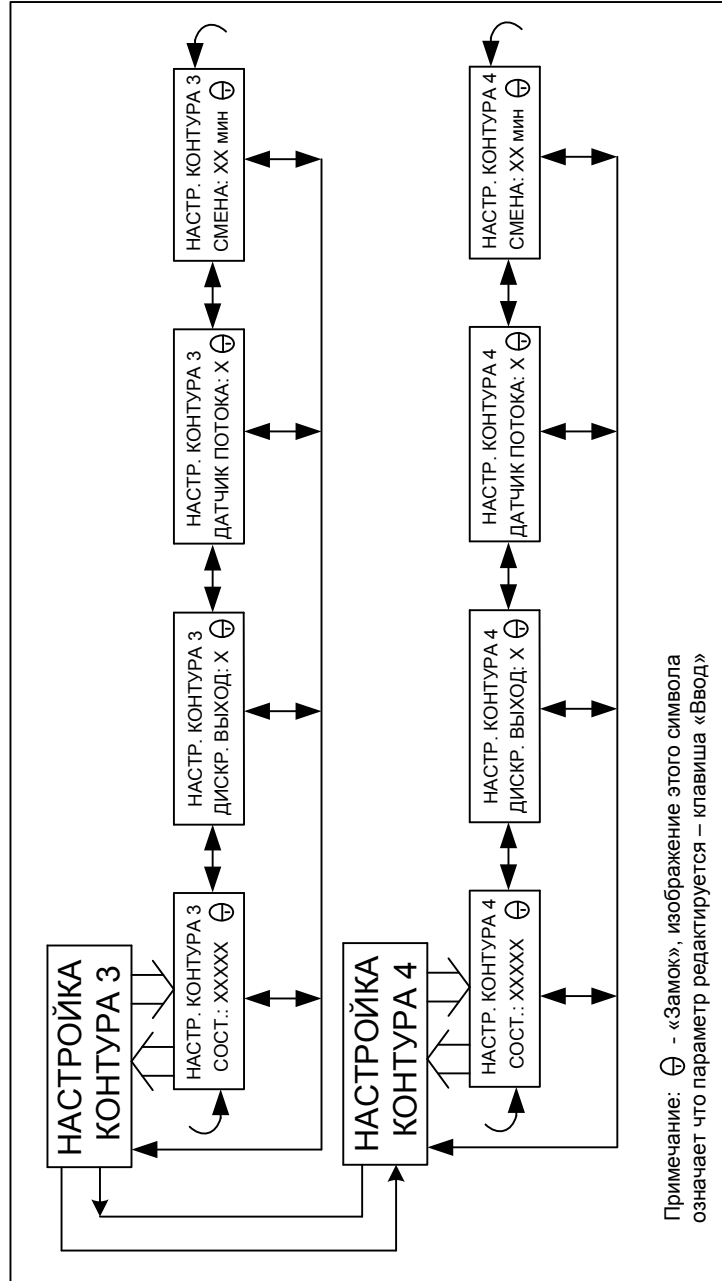 НАСТРОЙКА
КОНТУРА 3
НАСТР. КОНТУРА 3
СОСТ.: XXXXX
НАСТР. КОНТУРА 3
ДИСКР. ВЫХОД: X
НАСТР. КОНТУРА 3
ДАТЧИК ПОТОКА: X
НАСТР. КОНТУРА 3
СМЕНА: XX мин
НАСТРОЙКА
КОНТУРА 4
НАСТР. КОНТУРА 4
СОСТ.: XXXXX
НАСТР. КОНТУРА 4
ДИСКР. ВЫХОД: X
НАСТР. КОНТУРА 4
ДАТЧИК ПОТОКА: X
НАСТР. КОНТУРА 4
СМЕНА: XX мин
Примечание: - «Замок», изображение этого символа
означает что параметр редактируется – клавиша «Ввод»